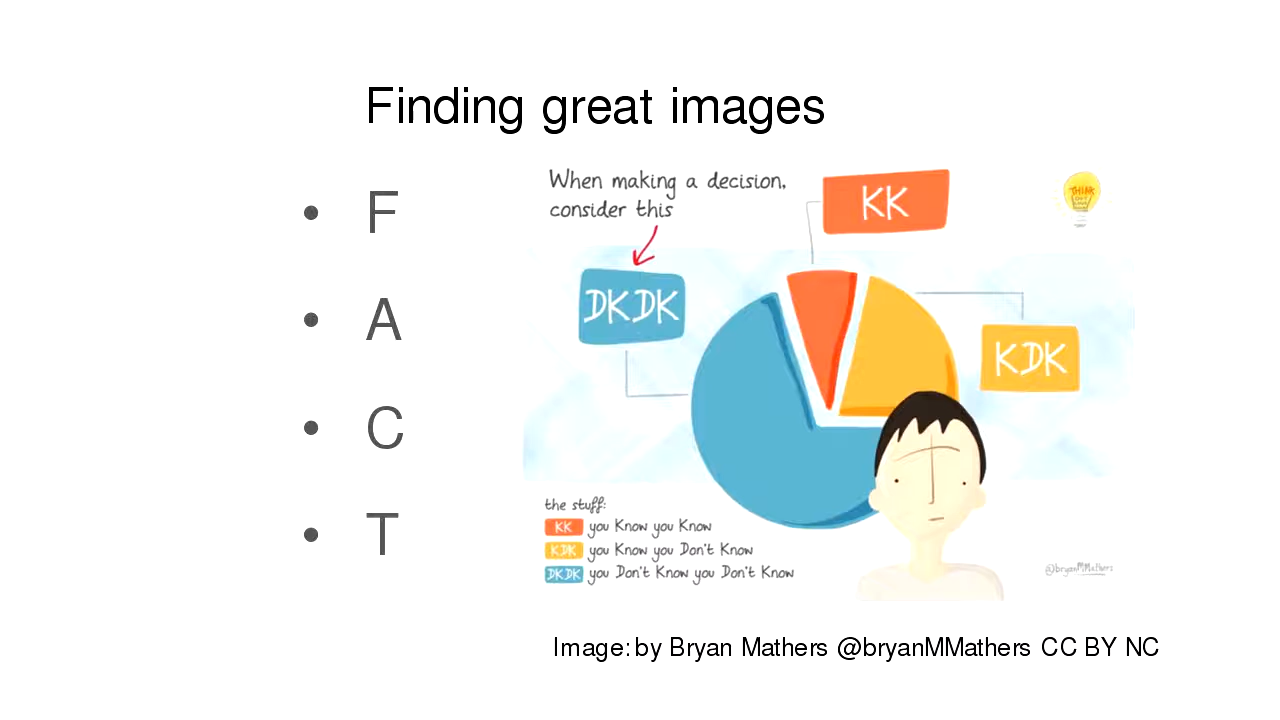 Finding great images
• F
• A
• C
• T
When making a decision,
consider this
KK
THINK
DKDK
KDK
the stuff:
KK you Know you Know
KDK you Know you Don't Know
DKDK you Don't Know you Don't Know
@bryanMMathers
Image: by Bryan Mathers @bryanMMathers CC BY NC